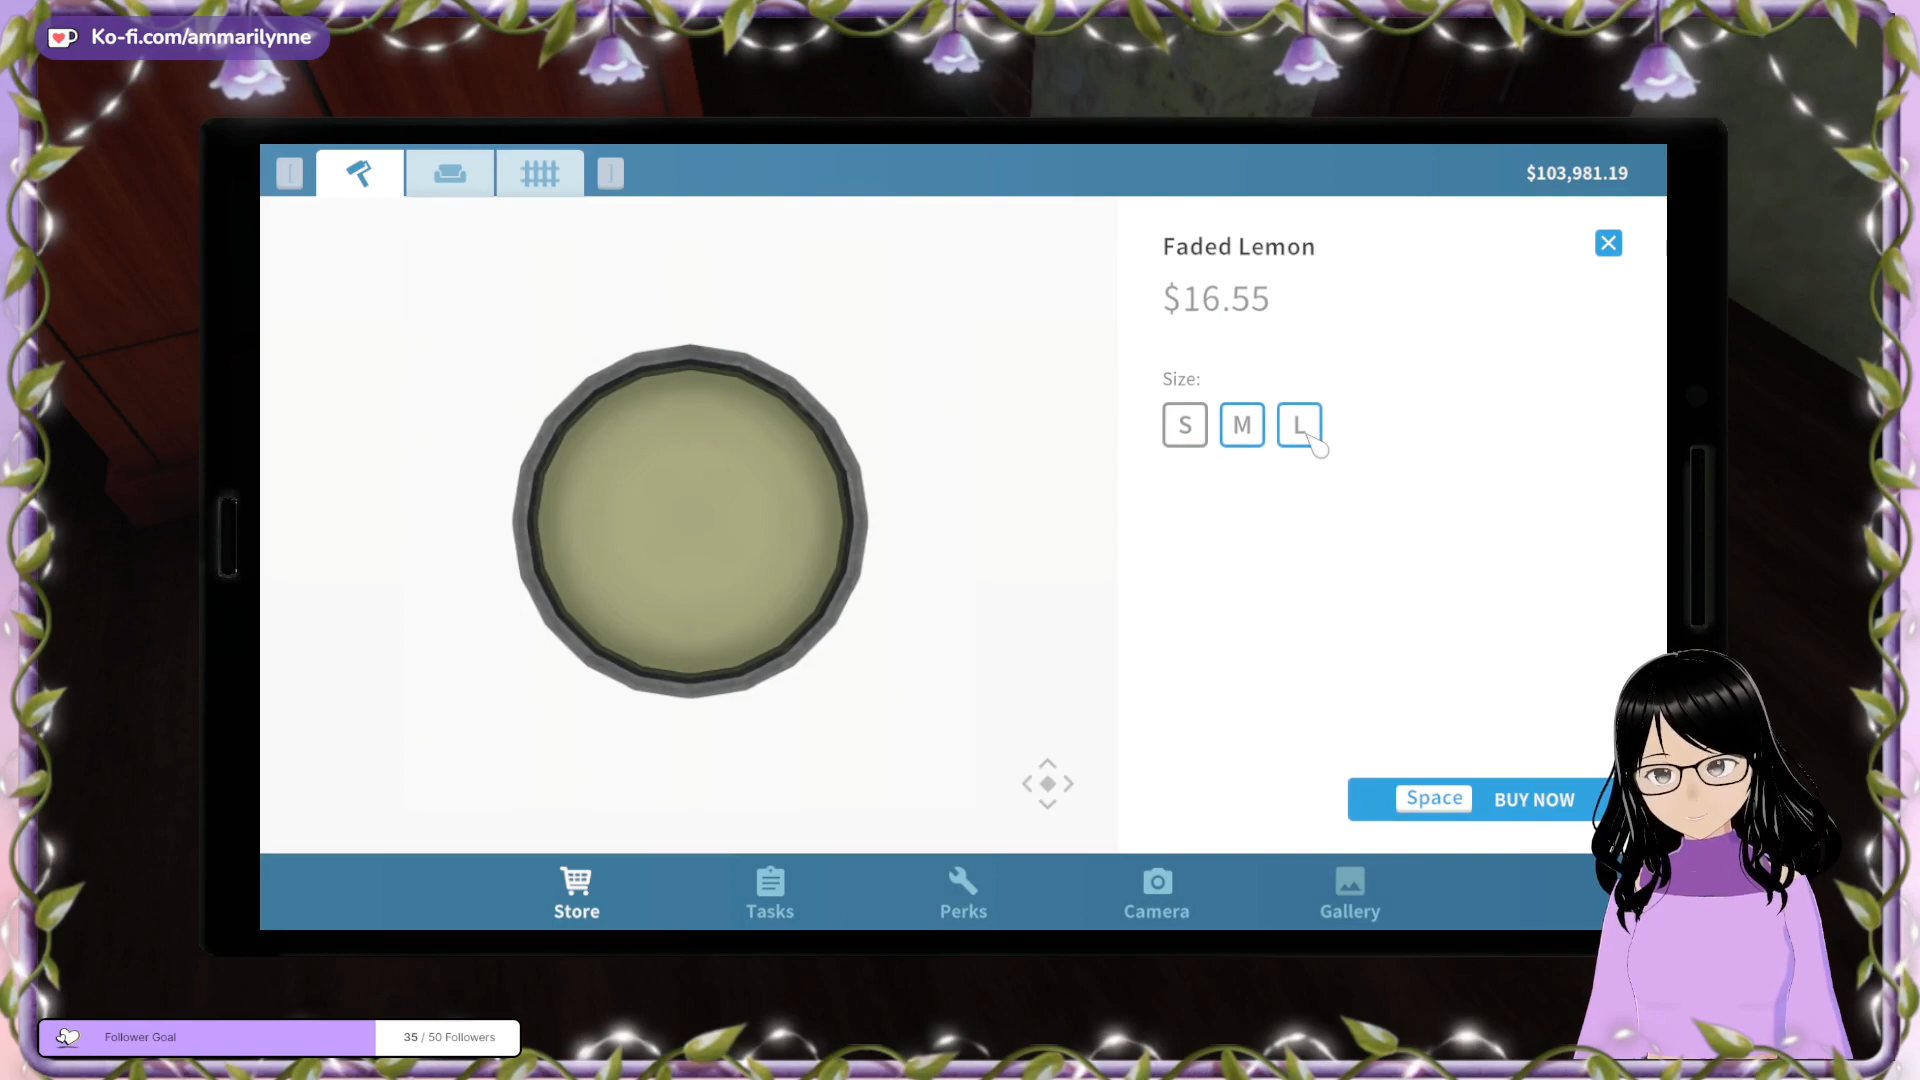 Ko-fi.com/ammarilynne
[
]
$103,981.19
Faded Lemon
$16.55
Size:
S M L
Space BUY NOW
Store Tasks Perks Camera Gallery
Follower Goal 35 / 50 Followers